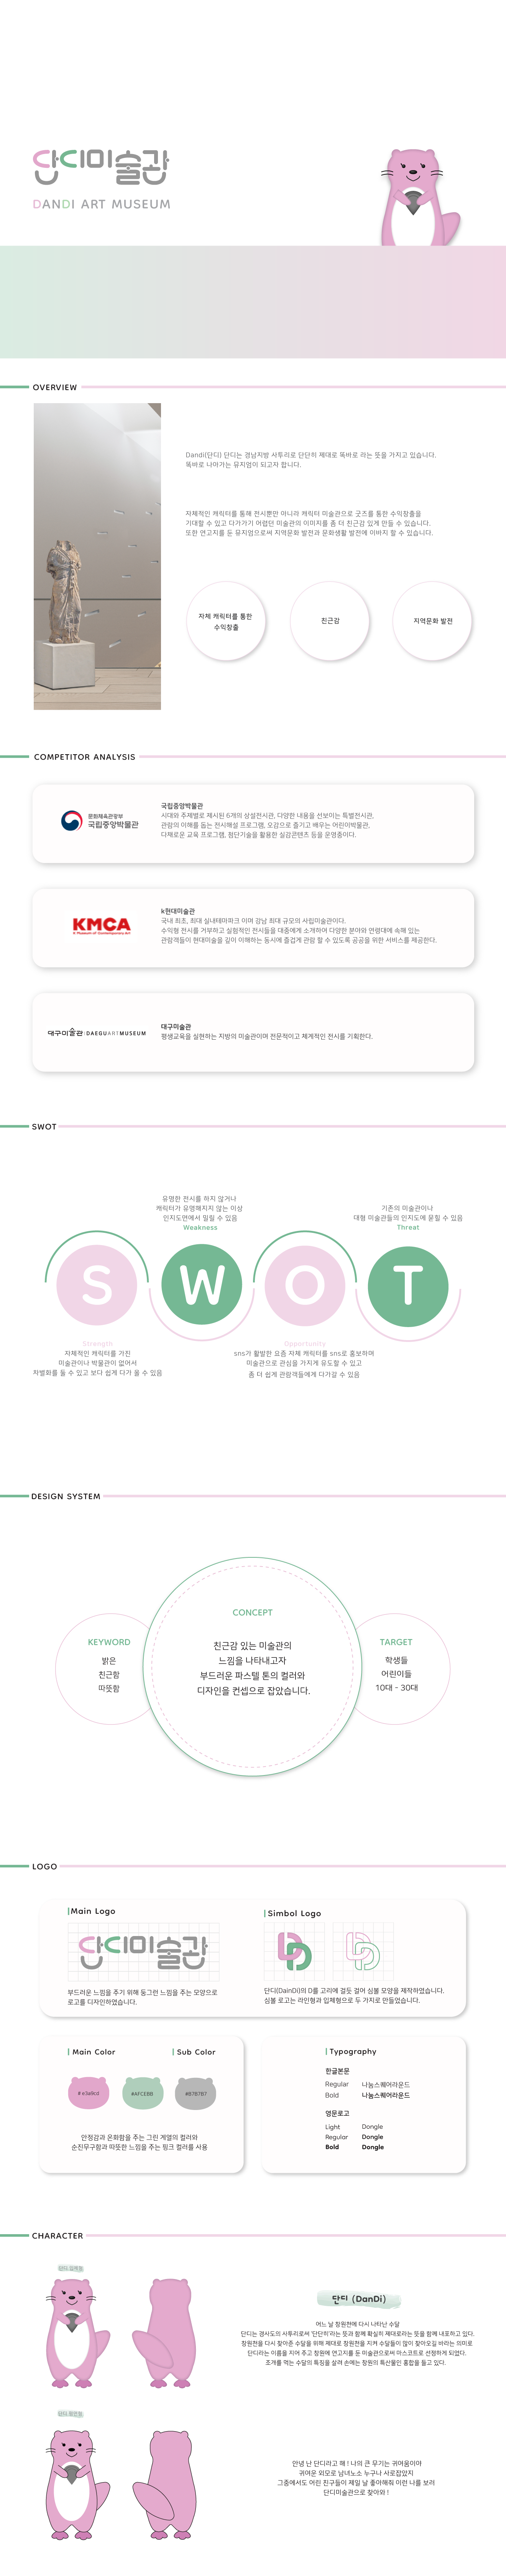 단디미술관
DANDI ART MUSEUM
OVERVIEW
Dandi(단디) 단디는 경남지방 사투리로 단단히 제대로 똑바로 라는 뜻을 가지고 있습니다.
똑바로 나아가는 뮤지엄이 되고자 합니다.
자체적인 캐릭터를 통해 전시뿐만 아니라 캐릭터 미술관으로 굿즈를 통한 수익창출을
기대할 수 있고 다가가기 어렵던 미술관의 이미지를 좀 더 친근감 있게 만들 수 있습니다.
또한 연고지를 둔 뮤지엄으로써 지역문화 발전과 문화생활 발전에 이바지 할 수 있습니다.
자체 캐릭터를 통한
수익창출
친근감
지역문화 발전
COMPETITOR ANALYSIS
문화체육관광부
국립중앙박물관
국립중앙박물관
시대와 주제별로 제시된 6개의 상설전시관, 다양한 내용을 선보이는 특별전시관,
관람의 이해를 돕는 전시해설 프로그램, 오감으로 즐기고 배우는 어린이박물관,
다채로운 교육 프로그램, 첨단기술을 활용한 실감콘텐츠 등을 운영중이다.
KMCA
K Museum of Contemporary Art
k현대미술관
국내 최초, 최대 실내테마파크 이며 강남 최대 규모의 사립미술관이다.
수익형 전시를 거부하고 실험적인 전시들을 대중에게 소개하며 다양한 분야와 연령대에 속해 있는
관람객들이 현대미술을 깊이 이해하는 동시에 즐겁게 관람 할 수 있도록 공공을 위한 서비스를 제공한다.
대구미술관 DAEGUARTMUSEUM
대구미술관
평생교육을 실현하는 지방의 미술관이며 전문적이고 체계적인 전시를 기획한다.
SWOT
유명한 전시를 하지 않거나
캐릭터가 유명해지지 않는 이상
인지도면에서 밀릴 수 있음
Weakness
기존의 미술관이나
대형 미술관들의 인지도에 묻힐 수 있음
Threat
S W O T
Strength
자체적인 캐릭터를 가진
미술관이나 박물관이 없어서
차별화를 둘 수 있고 보다 쉽게 다가 올 수 있음
Opportunity
sns가 활발한 요즘 자체 캐릭터를 sns로 홍보하며
미술관으로 관심을 가지게 유도할 수 있고
좀 더 쉽게 관람객들에게 다가갈 수 있음
DESIGN SYSTEM
KEYWORD
밝은
친근함
따뜻함
CONCEPT
친근감 있는 미술관의
느낌을 나타내고자
부드러운 파스텔 톤의 컬러와
디자인을 컨셉으로 잡았습니다.
TARGET
학생들
어린이들
10대 - 30대
LOGO
Main Logo
단디미술관
부드러운 느낌을 주기 위해 둥그런 느낌을 주는 모양으로
로고를 디자인하였습니다.
Simbol Logo
단디(DainDi)의 D를 고리에 걸듯 걸어 심볼 모양을 제작하였습니다.
심볼 로고는 라인형과 입체형으로 두 가지로 만들었습니다.
Main Color
Sub Color
# e3a8cd
#AFCEBB
#B7B7B7
안정감과 온화함을 주는 그린 계열의 컬러와
순진무구함과 따뜻한 느낌을 주는 핑크 컬러를 사용
Typography
한글본문
Regular 나눔스퀘어라운드
Bold 나눔스퀘어라운드
영문로고
Light Dongle
Regular Dongle
Bold Dongle
CHARACTER
단디 (DanDi)
어느 날 창원천에 다시 나타난 수달
단디는 경사도의 사투리로써 '단단히'라는 뜻과 함께 확실히 제대로라는 뜻을 함께 내포하고 있다.
창원천을 다시 찾아온 수달을 위해 제대로 창원천을 지켜 수달들이 많이 찾아오길 바라는 의미로
단디라는 이름을 지어 주고 창원에 연고지를 둔 미술관으로써 마스코트로 선정하게 되었다.
조개를 먹는 수달의 특징을 살려 손에는 창원의 특산물인 홍합을 들고 있다.
안녕 난 단디라고 해 ! 나의 큰 무기는 귀여움이야
귀여운 외모로 남녀노소 누구나 사로잡았지
그중에서도 어린 친구들이 제일 날 좋아해줘 이런 나를 보러
단디미술관으로 찾아와 !